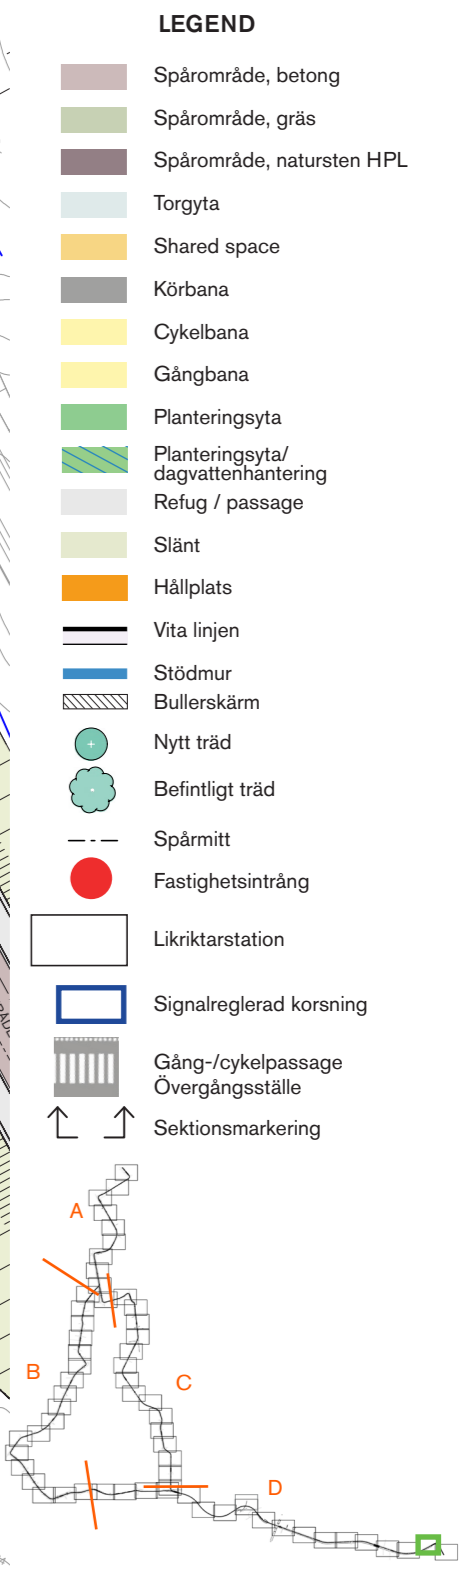 LEGEND
Spårområde, betong
Spårområde, gräs
Spårområde, natursten HPL
Torgyta
Shared space
Körbana
Cykelbana
Gångbana
Planteringsyta
Planteringsyta/
dagvattenhantering
Refug / passage
Slänt
Hållplats
Vita linjen
Stödmur
Bullerskärm
Nytt träd
Befintligt träd
Spårmitt
Fastighetsintrång
Likriktarstation
Signalreglerad korsning
Gång-/cykelpassage
Övergångsställe
Sektionsmarkering
A
B
C
D